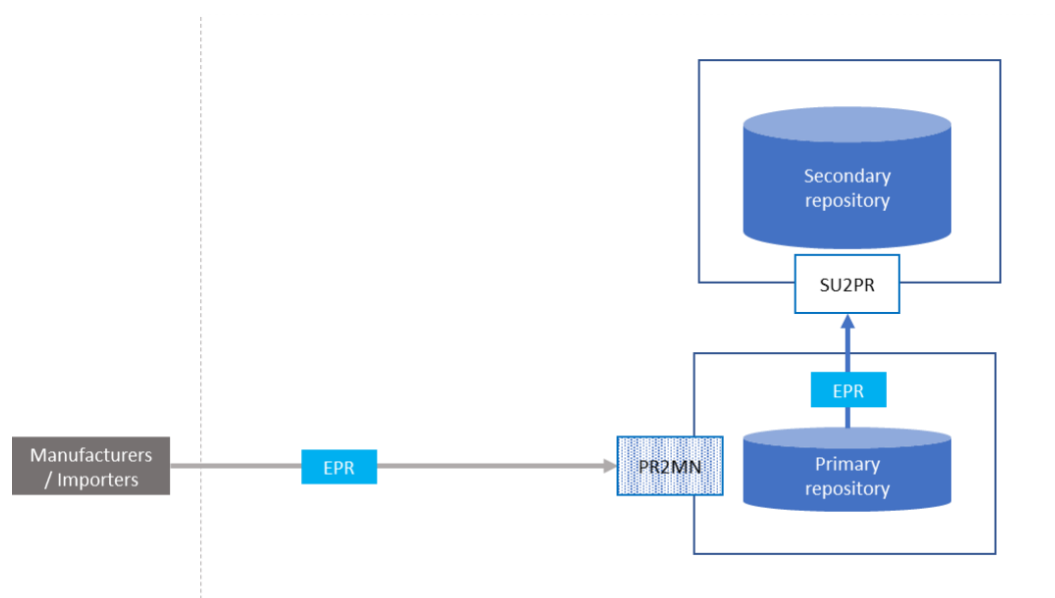 Secondary
repository
SU2PR
EPR
Manufacturers
/ Importers
EPR
PR2MN
Primary
repository